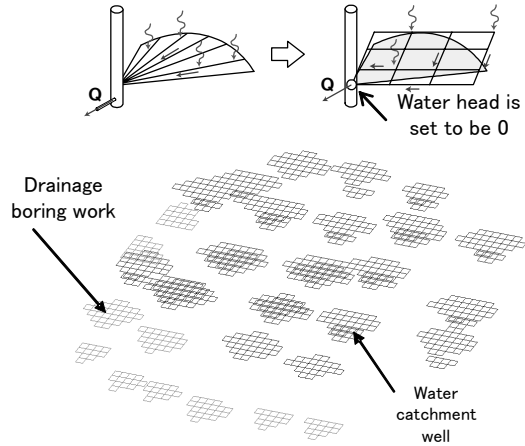 Q
Q
Water head is
set to be 0
Drainage
boring work
Water
catchment
well